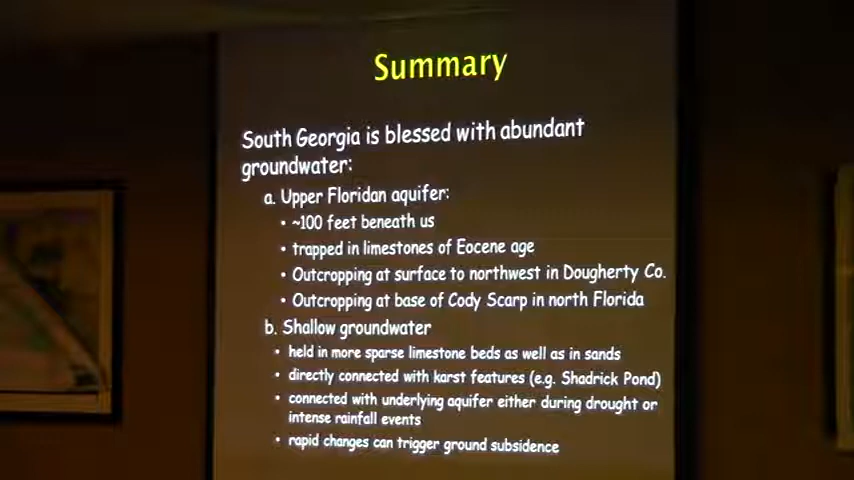 Summary
South Georgia is blessed with abundant
groundwater:
a. Upper Floridan aquifer:
• ~100 feet beneath us
• trapped in limestones of Eocene age
• Outcropping at surface to northwest in Dougherty Co.
• Outcropping at base of Cody Scarp in north Florida
b. Shallow groundwater
• held in more sparse limestone beds as well as in sands
• directly connected with karst features (e.g. Shadrick Pond)
• connected with underlying aquifer either during drought or
intense rainfall events
• rapid changes can trigger ground subsidence